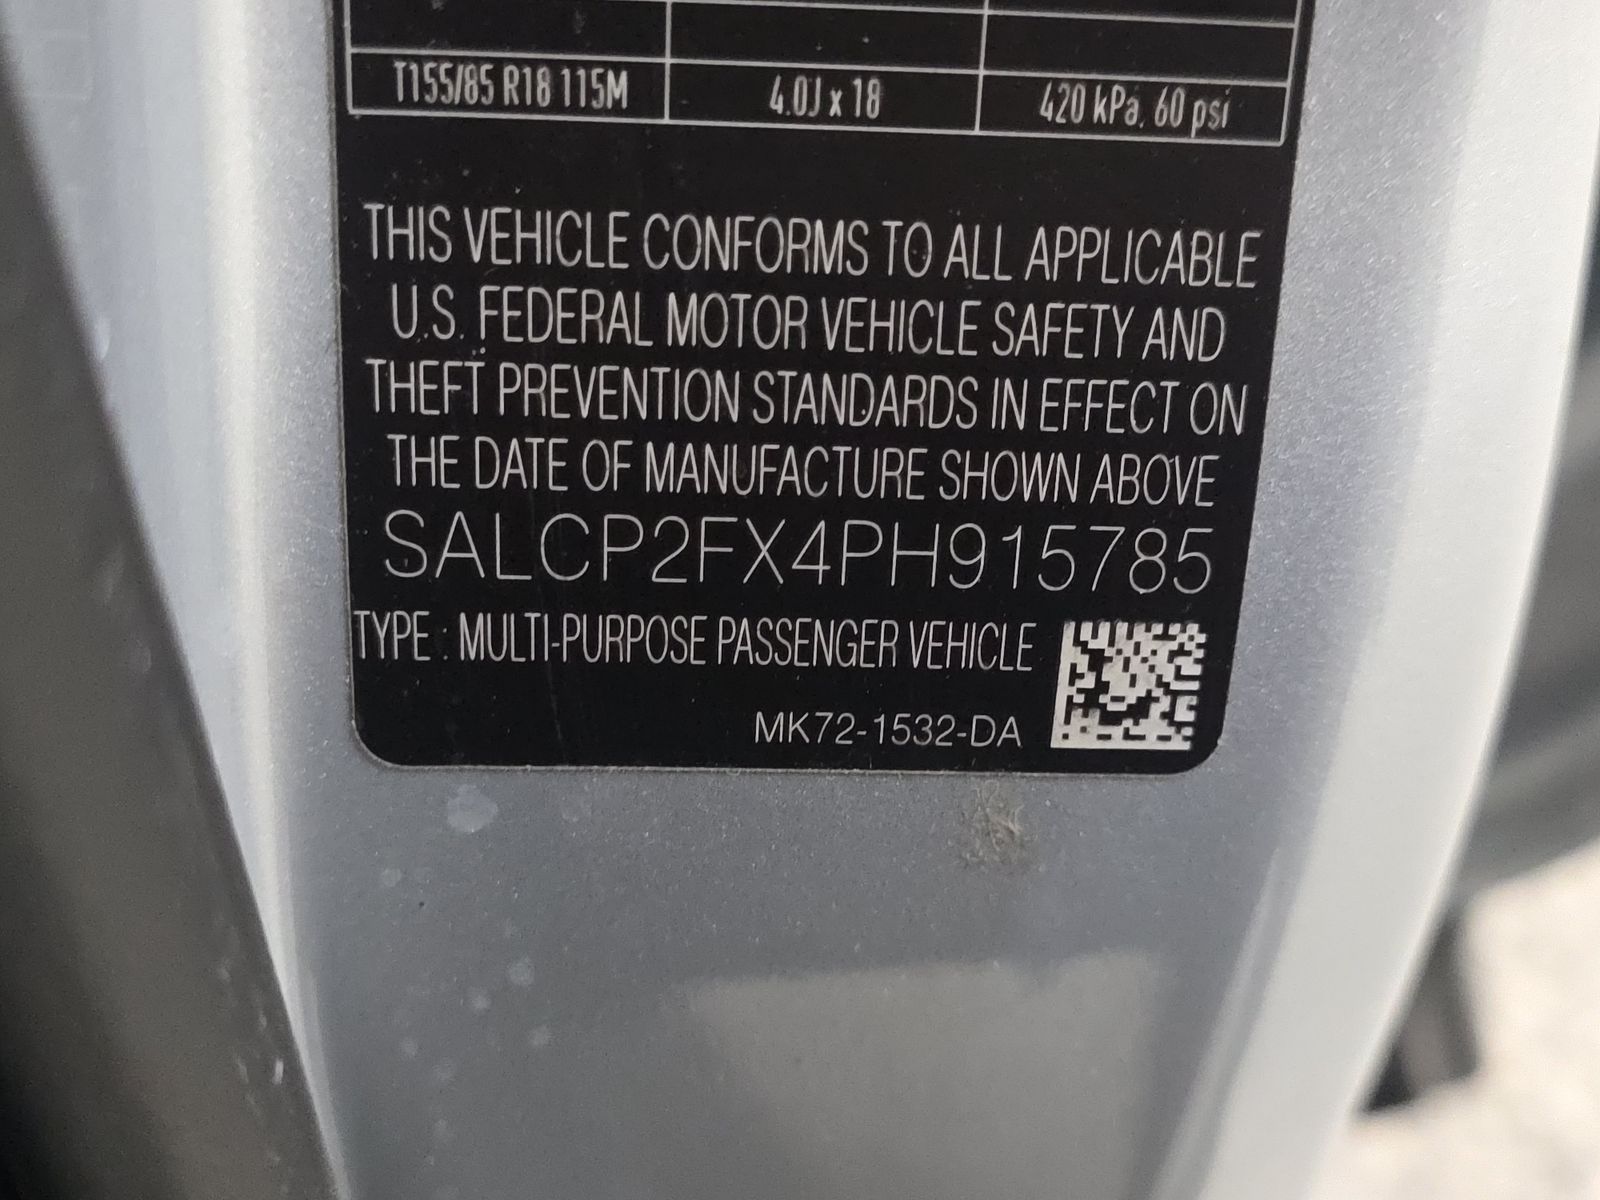 T155/85 R18 115M 4.0J x 18 420 kPa, 60 psi
THIS VEHICLE CONFORMS TO ALL APPLICABLE
U.S. FEDERAL MOTOR VEHICLE SAFETY AND
THEFT PREVENTION STANDARDS IN EFFECT ON
THE DATE OF MANUFACTURE SHOWN ABOVE
SALCP2FX4PH915785
TYPE : MULTI-PURPOSE PASSENGER VEHICLE
MK72-1532-DA